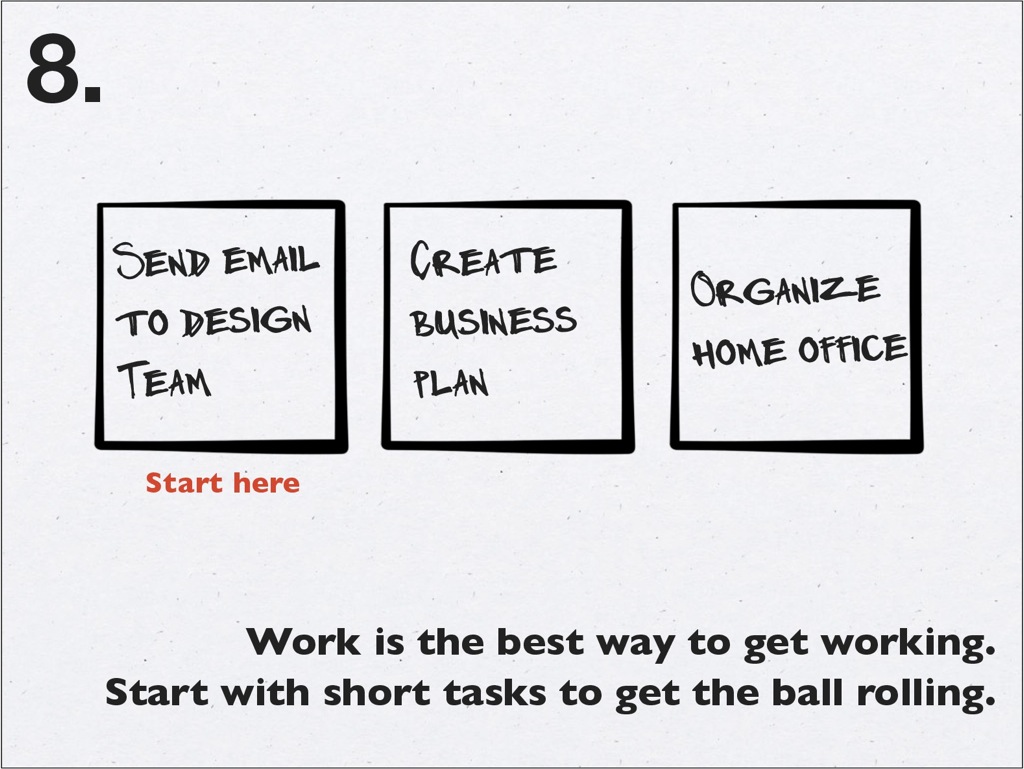 8.
SEND EMAIL
TO DESIGN
TEAM
CREATE
BUSINESS
PLAN
ORGANIZE
HOME OFFICE
Start here
Work is the best way to get working.
Start with short tasks to get the ball rolling.